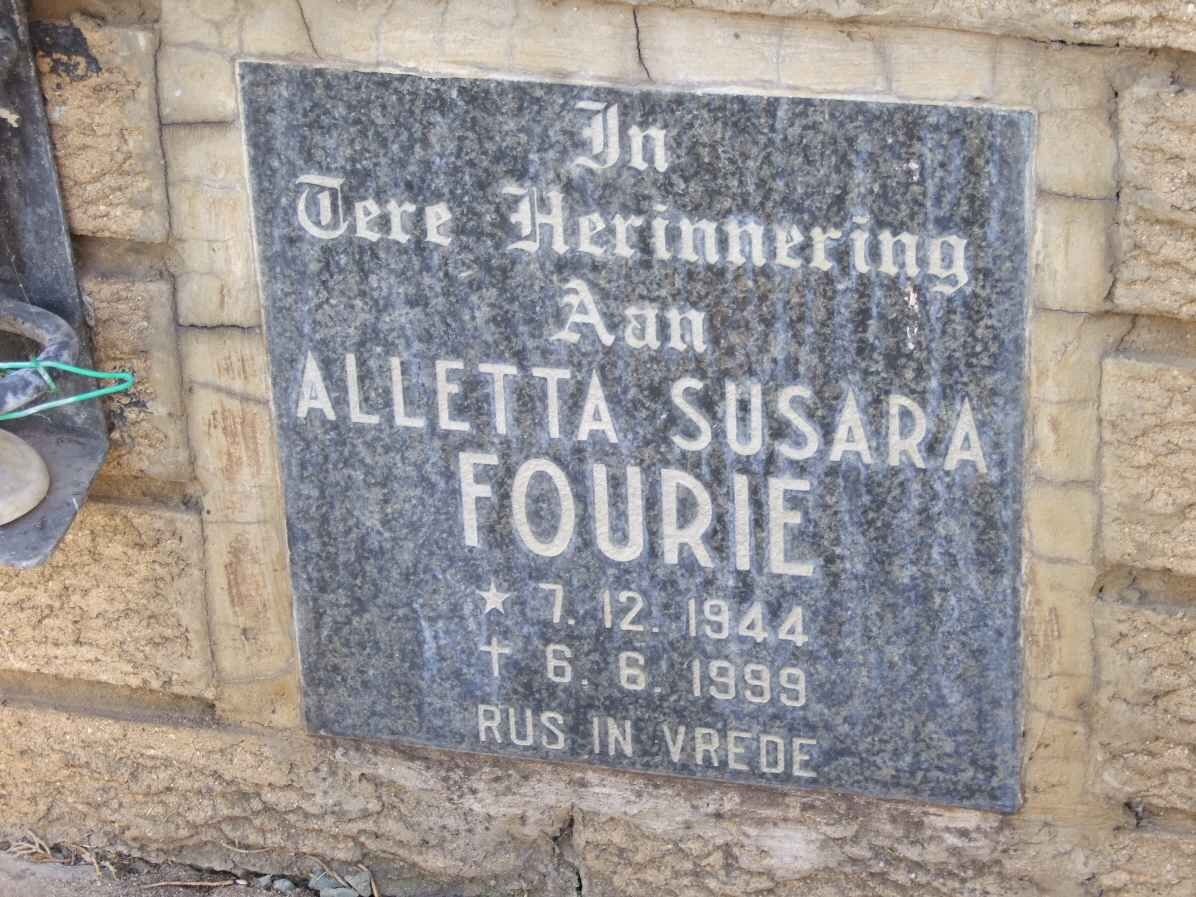 In
Tere Herinnering
Aan
ALLETTA SUSARA
FOURIE
★ 7. 12. 1944
✝ 6. 6. 1999
RUS IN VREDE